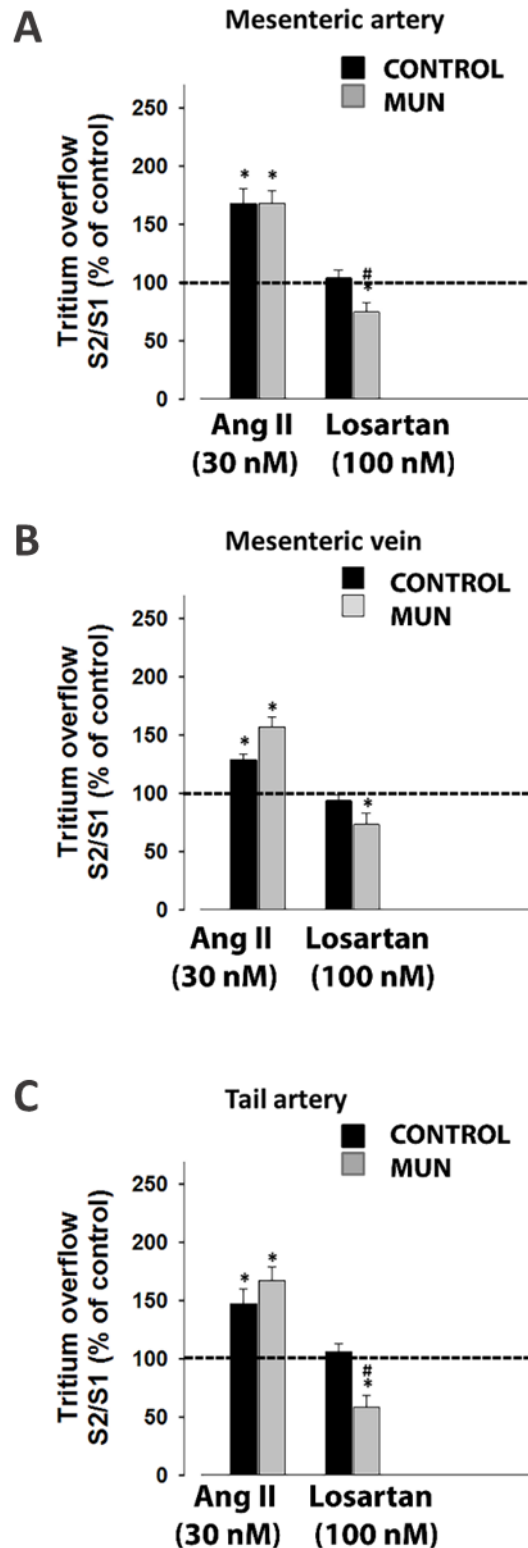 A
Mesenteric artery
CONTROL
MUN
Tritium overflow
S2/S1 (% of control)
250
200
150
100
50
0
* *
#
*
Ang II Losartan
(30 nM) (100 nM)
B
Mesenteric vein
CONTROL
MUN
Tritium overflow
S2/S1 (% of control)
250
200
150
100
50
0
*
*
*
Ang II Losartan
(30 nM) (100 nM)
C
Tail artery
CONTROL
MUN
Tritium overflow
S2/S1 (% of control)
250
200
150
100
50
0
*
*
#
*
Ang II Losartan
(30 nM) (100 nM)